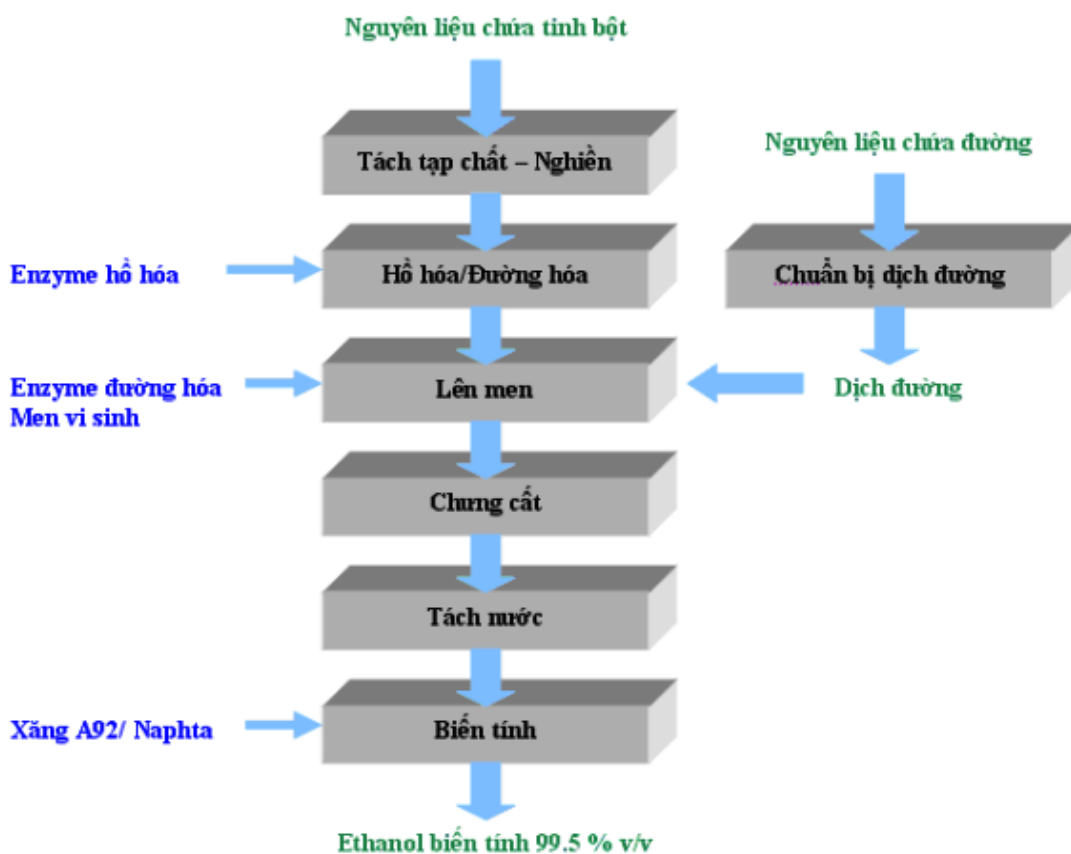 Nguyên liệu chứa tinh bột
Tách tạp chất – Nghiền
Nguyên liệu chứa đường
Enzyme hồ hóa
Hồ hóa/Đường hóa
Chuẩn bị dịch đường
Enzyme đường hóa
Men vi sinh
Lên men
Dịch đường
Chưng cất
Tách nước
Xăng A92/ Naphta
Biến tính
Ethanol biến tính 99.5 % v/v